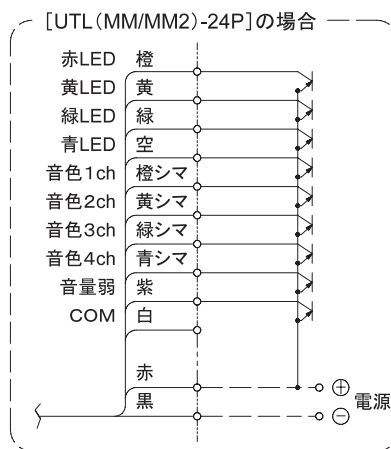 [UTL(MM/MM2)-24P]の場合
赤LED 橙
黄LED 黄
緑LED 緑
青LED 空
音色1ch 橙シマ
音色2ch 黄シマ
音色3ch 緑シマ
音色4ch 青シマ
音量弱 紫
COM 白
赤
⊕
電源
黒
⊖